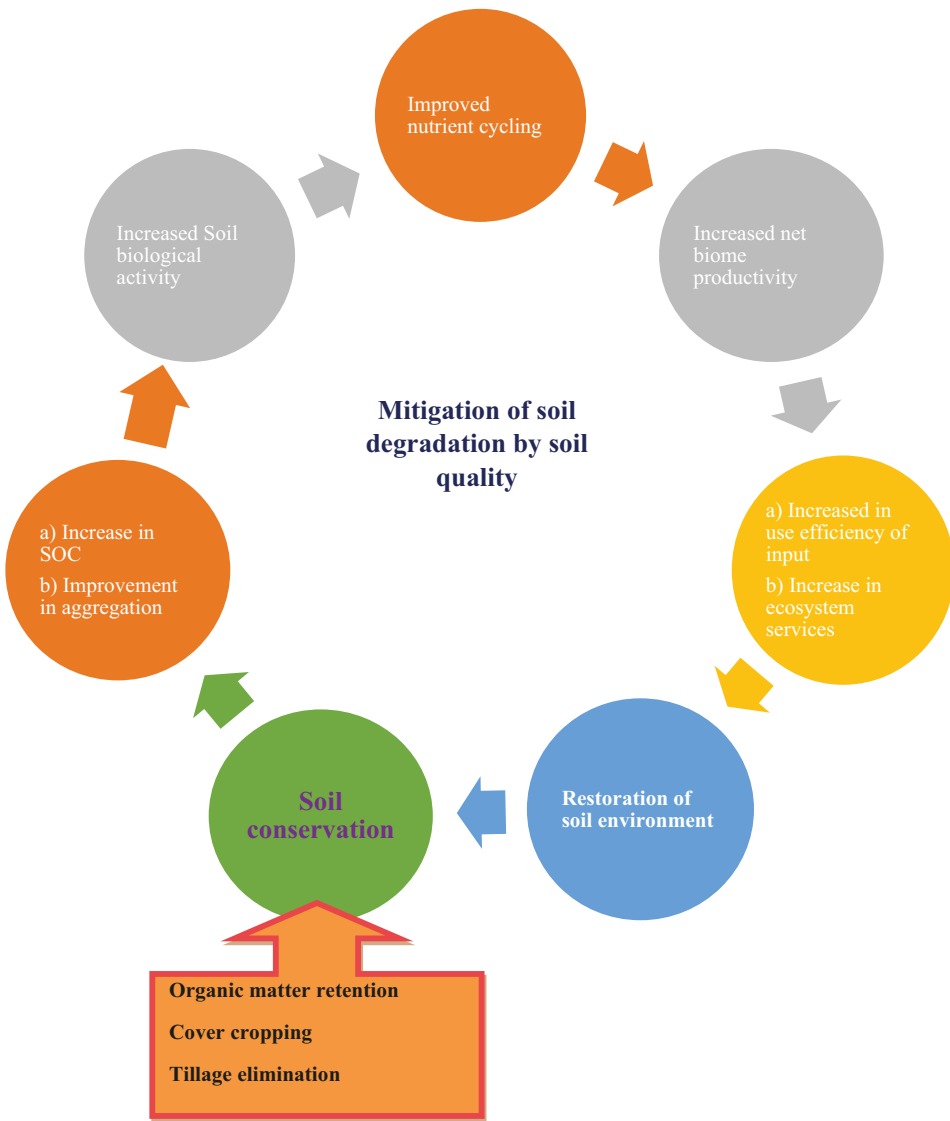 Improved
nutrient cycling
Increased Soil
biological
activity
Increased net
biome
productivity
Mitigation of soil
degradation by soil
quality
a) Increase in
SOC
b) Improvement
in aggregation
a) Increased in
use efficiency of
input
b) Increase in
ecosystem
services
Soil
conservation
Restoration of
soil environment
Organic matter retention
Cover cropping
Tillage elimination